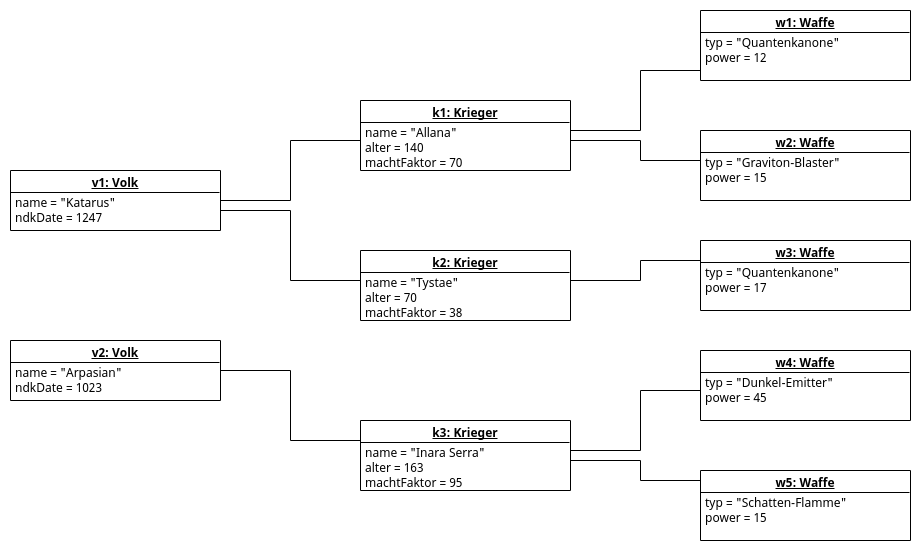 w1: Waffe
typ = "Quantenkanone"
power = 12
k1: Krieger
name = "Allana"
alter = 140
machtFaktor = 70
w2: Waffe
typ = "Graviton-Blaster"
power = 15
v1: Volk
name = "Katarus"
ndkDate = 1247
w3: Waffe
typ = "Quantenkanone"
power = 17
k2: Krieger
name = "Tystae"
alter = 70
machtFaktor = 38
v2: Volk
name = "Arpasian"
ndkDate = 1023
w4: Waffe
typ = "Dunkel-Emitter"
power = 45
k3: Krieger
name = "Inara Serra"
alter = 163
machtFaktor = 95
w5: Waffe
typ = "Schatten-Flamme"
power = 15